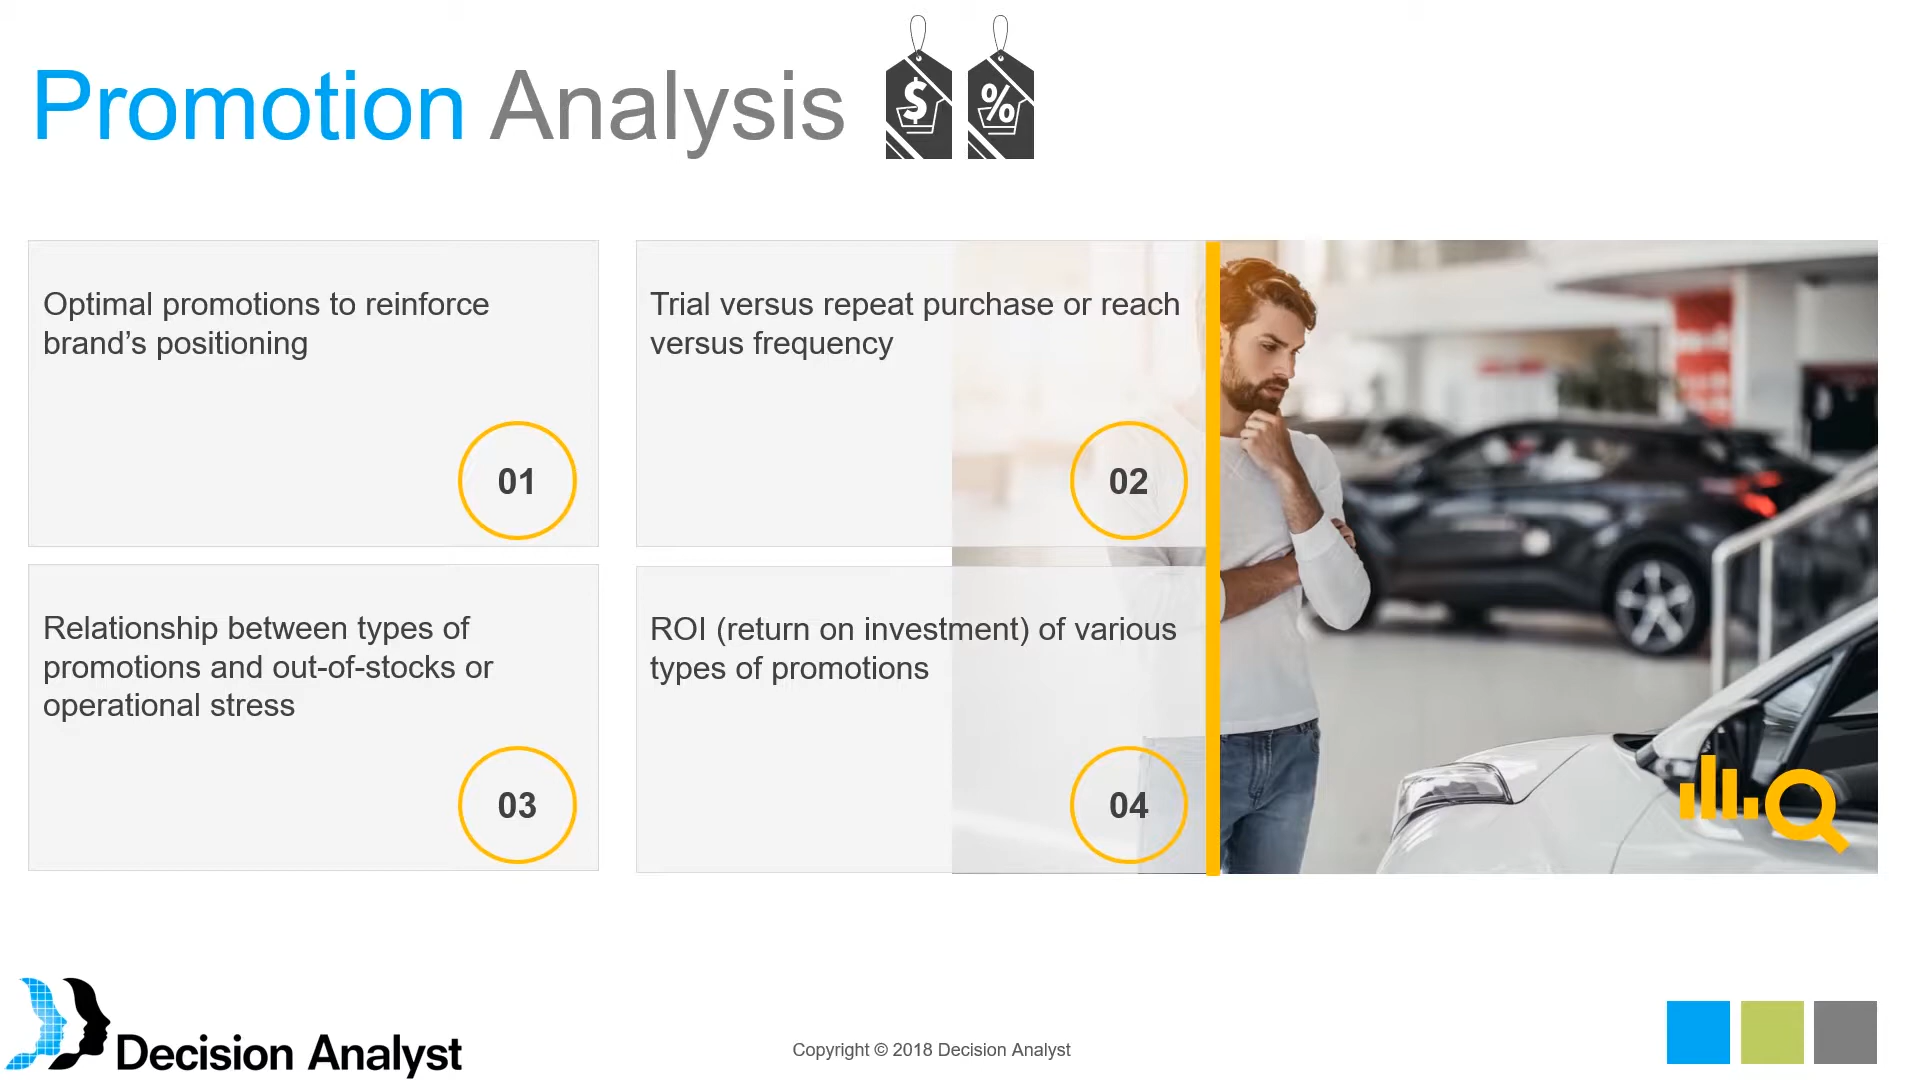 Promotion Analysis
$ %
Optimal promotions to reinforce
brand’s positioning
01
Trial versus repeat purchase or reach
versus frequency
02
Relationship between types of
promotions and out-of-stocks or
operational stress
03
ROI (return on investment) of various
types of promotions
04
Decision Analyst
Copyright © 2018 Decision Analyst